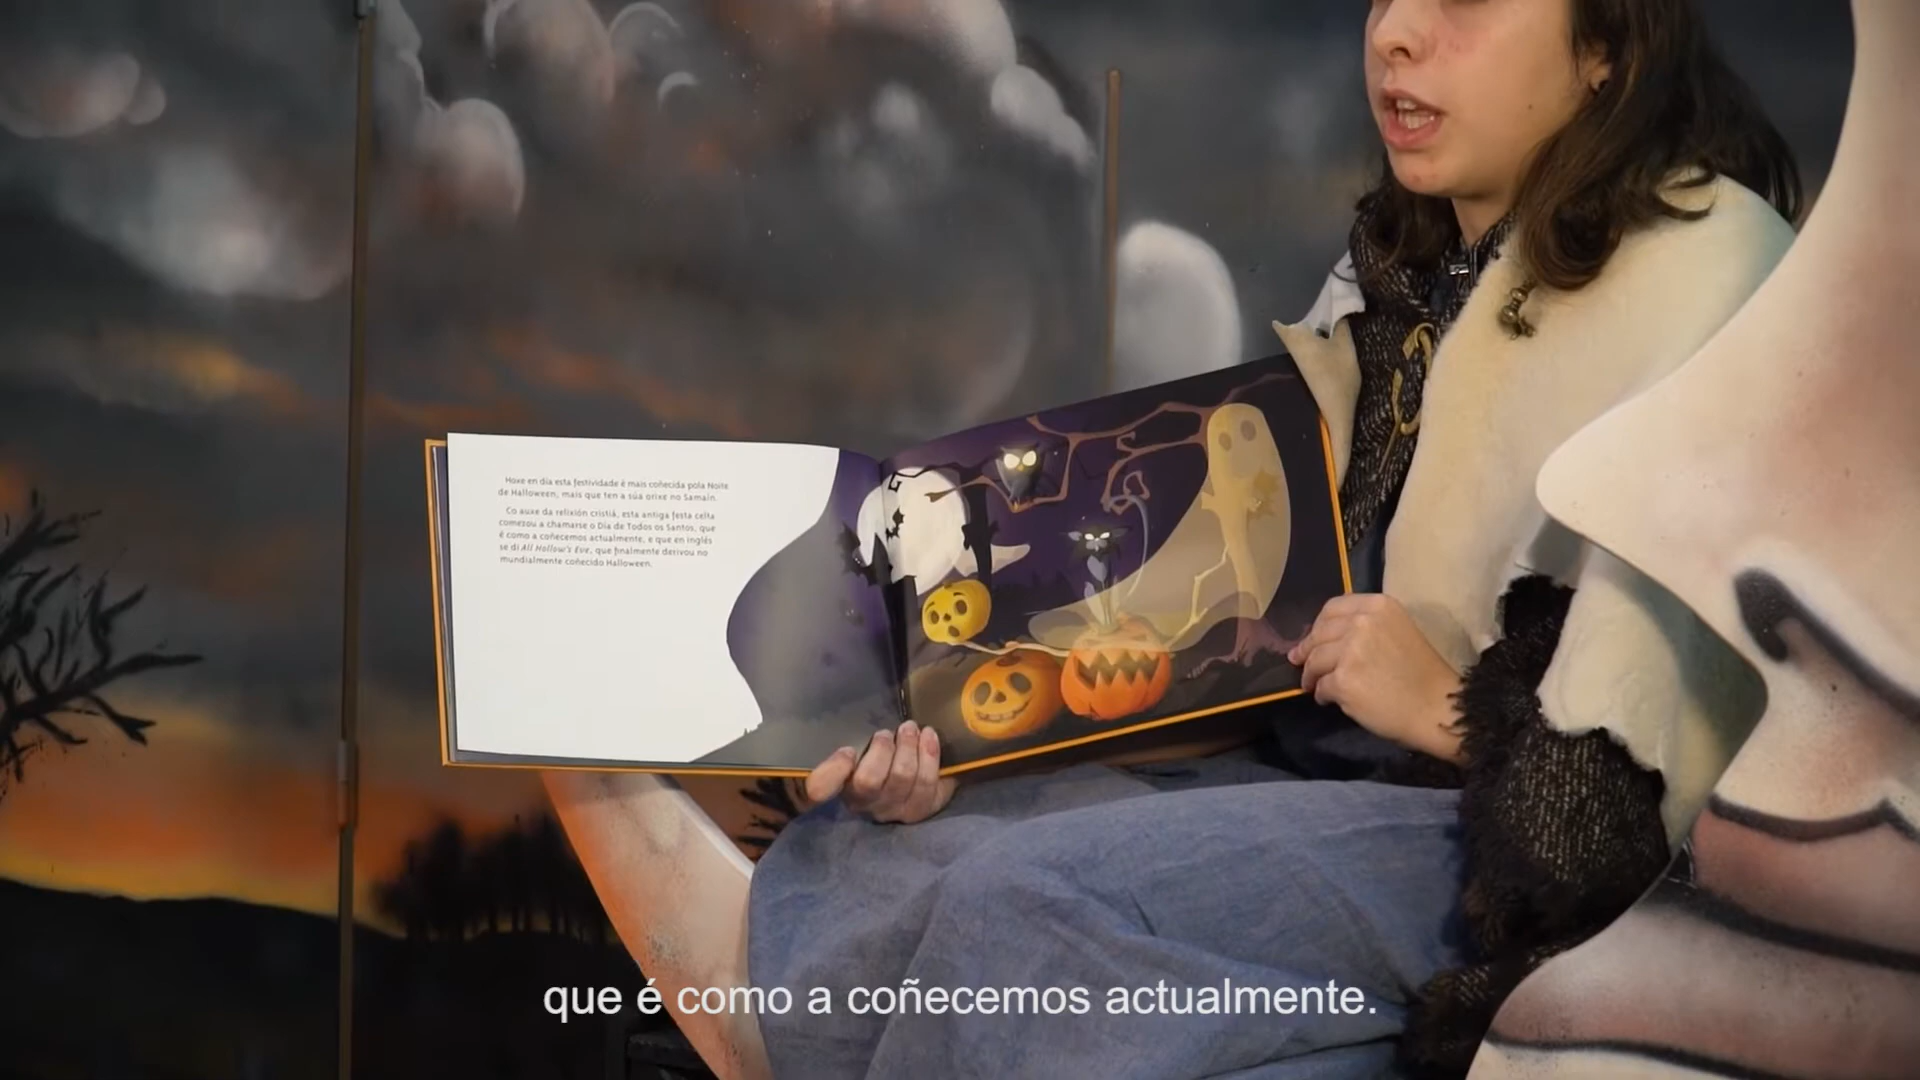 Hoxe en día esta festividade é mais coñecida pola Noite
de Halloween, mais que ten a súa orixe no Samaín.
Co auxe da relixión cristiá, esta antiga festa celta
comezou a chamarse o Día de Todos os Santos, que
é como a coñecemos actualmente, e que en inglés
se di All Hollow's Eve, que finalmente derivou no
mundialmente coñecido Halloween.
que é como a coñecemos actualmente.